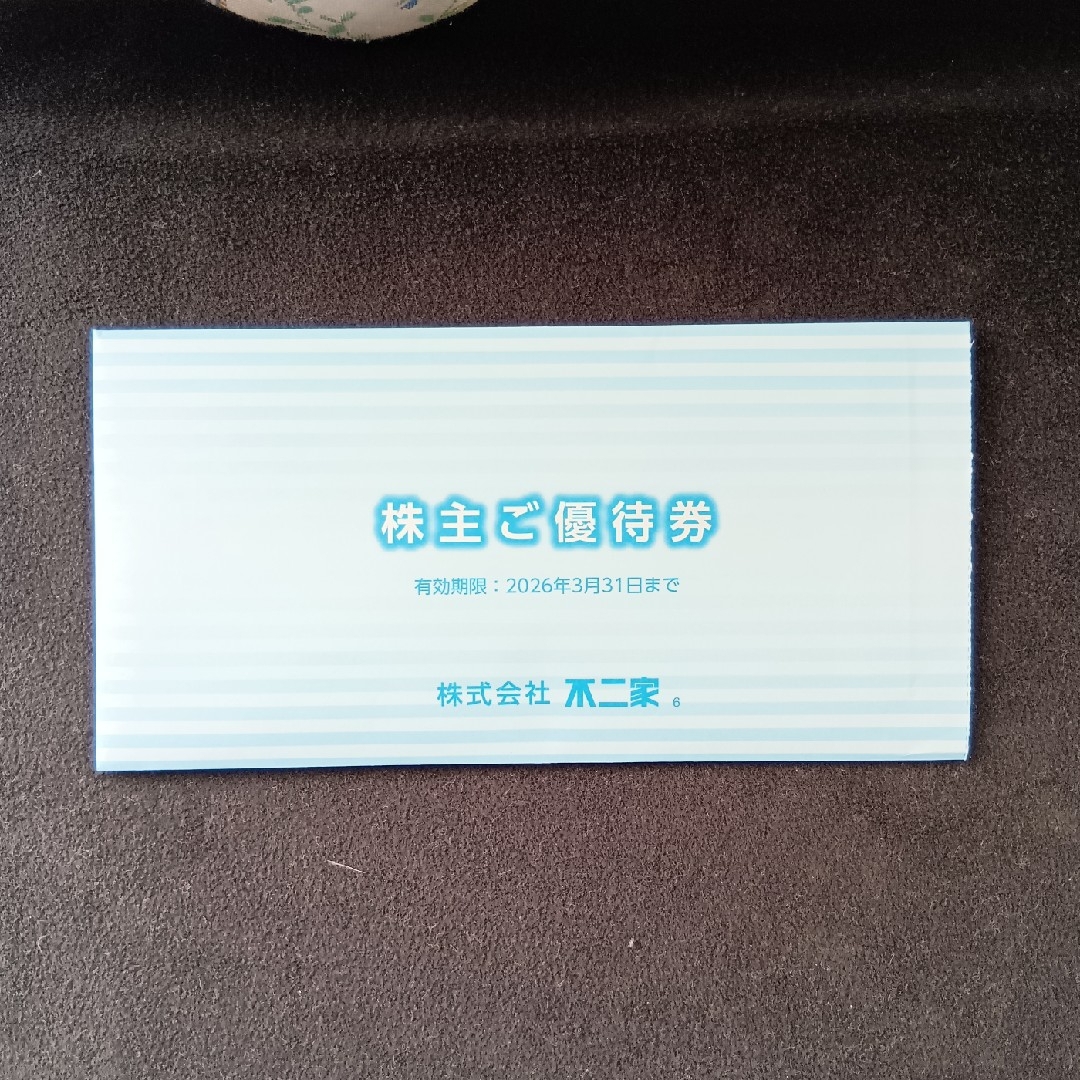 株主ご優待券
有効期限：2026年3月31日まで
株式会社 不二家 6